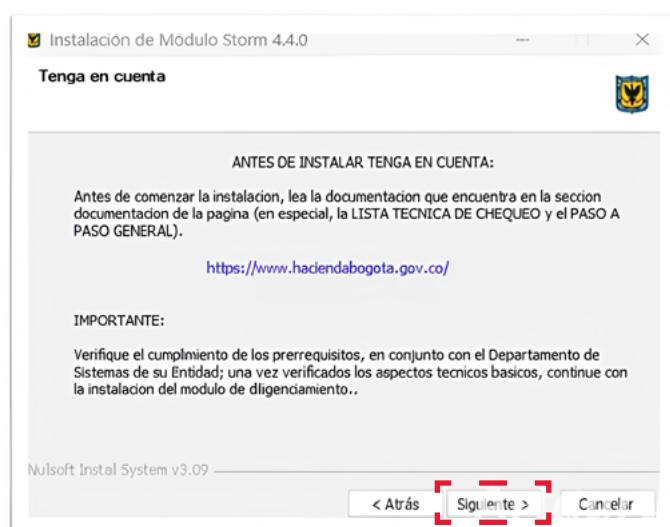 Instalación de Módulo Storm 4.4.0
Tenga en cuenta
ANTES DE INSTALAR TENGA EN CUENTA:
Antes de comenzar la instalacion, lea la documentacion que encuentra en la seccion
documentacion de la pagina (en especial, la LISTA TECNICA DE CHEQUEO y el PASO A
PASO GENERAL).
https://www.haciendabogota.gov.co/
IMPORTANTE:
Verifique el cumplmiento de los prerrequisitos, en conjunto con el Departamento de
Sistemas de su Entidad; una vez verificados los aspectos tecnicos basicos, continue con
la instalacion del modulo de dligenciamiento..
Nulsoft Instal System v3.09
< Atrás Siguiente > Cancelar